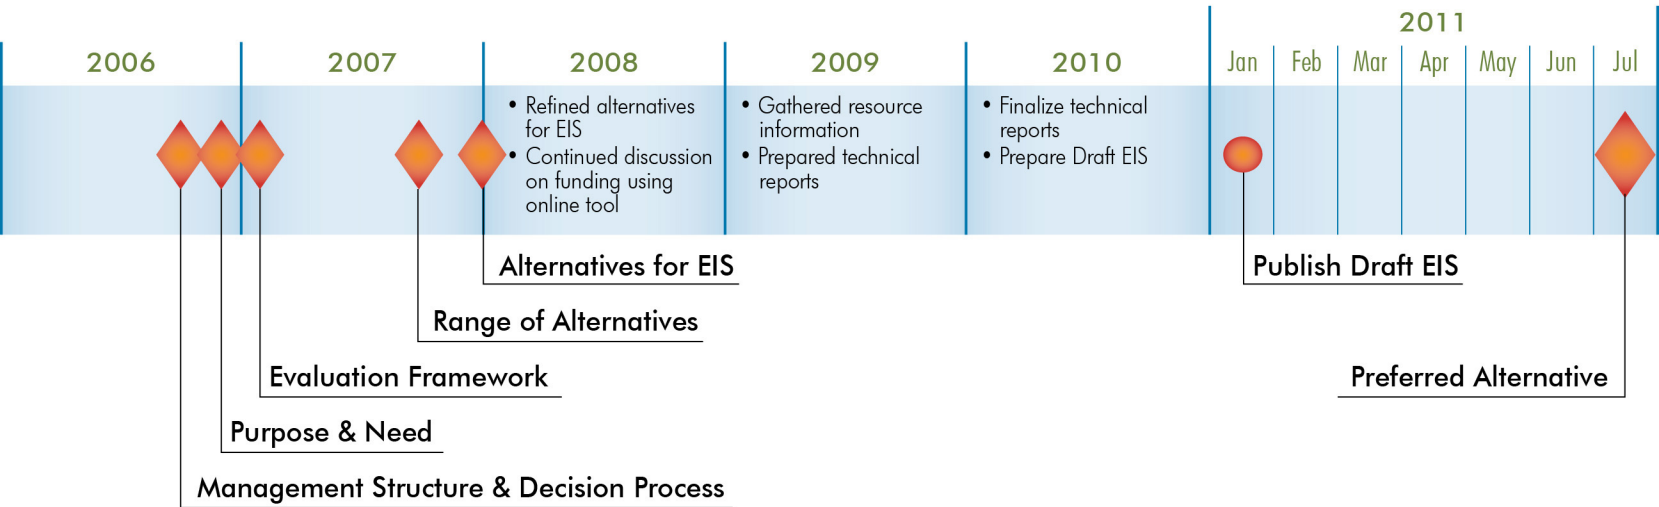 2011
2006
2007
2008
2009
2010
Jan
Feb
Mar
Apr
May
Jun
Jul
• Refined alternatives
for EIS
• Continued discussion
on funding using
online tool
• Gathered resource
information
• Prepared technical
reports
• Finalize technical
reports
• Prepare Draft EIS
Alternatives for EIS
Publish Draft EIS
Range of Alternatives
Evaluation Framework
Preferred Alternative
Purpose & Need
Management Structure & Decision Process